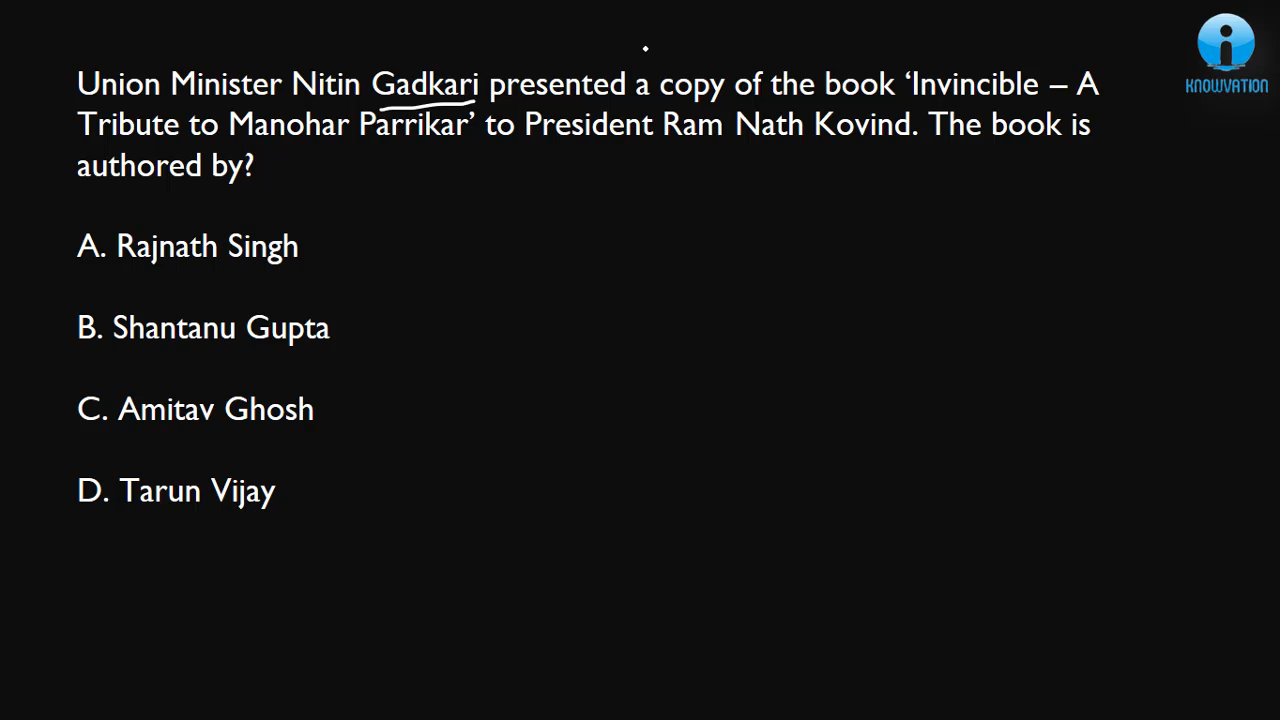 KNOWVATION
Union Minister Nitin Gadkari presented a copy of the book ‘Invincible – A
Tribute to Manohar Parrikar’ to President Ram Nath Kovind. The book is
authored by?
A. Rajnath Singh
B. Shantanu Gupta
C. Amitav Ghosh
D. Tarun Vijay